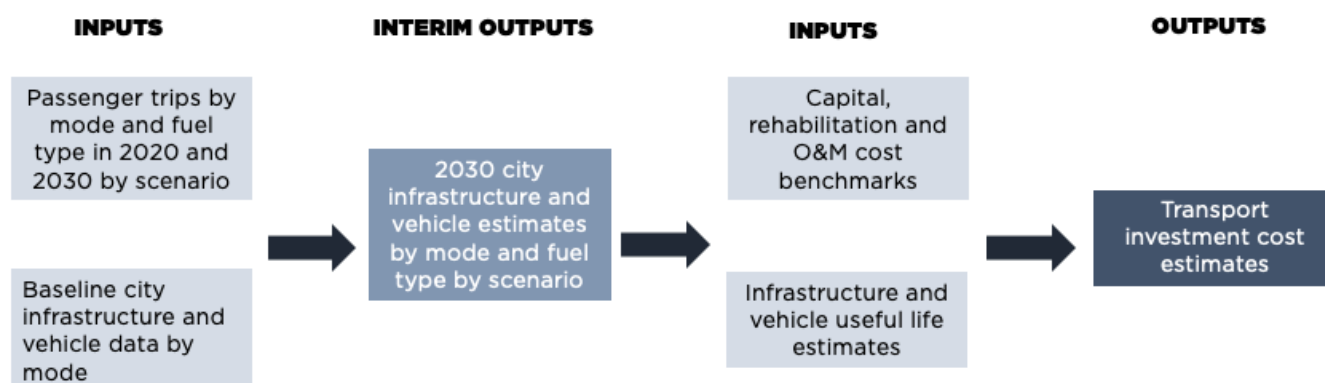 INPUTS
Passenger trips by
mode and fuel
type in 2020 and
2030 by scenario
Baseline city
infrastructure and
vehicle data by
mode
INTERIM OUTPUTS
2030 city
infrastructure and
vehicle estimates
by mode and fuel
type by scenario
INPUTS
Capital,
rehabilitation and
O&M cost
benchmarks
Infrastructure and
vehicle useful life
estimates
OUTPUTS
Transport
investment cost
estimates